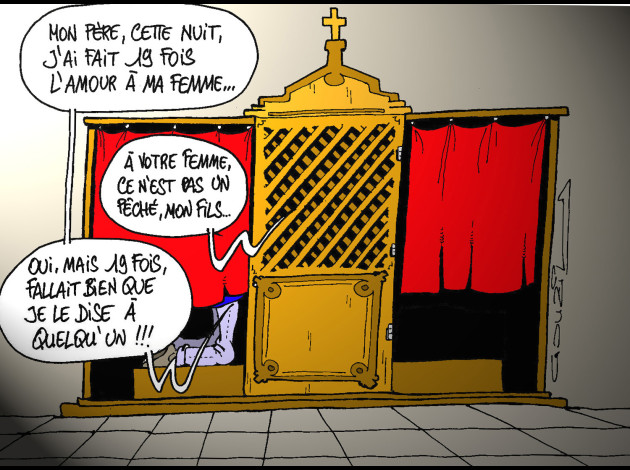 MON PÈRE, CETTE NUIT,
J'AI FAIT 19 FOIS
L'AMOUR À MA FEMME...
À VOTRE FEMME,
CE N'EST PAS UN
PÊCHÉ, MON FILS...
OUI, MAIS 19 FOIS,
FALLAIT BIEN QUE
JE LE DISE À
QUELQU'UN !!!